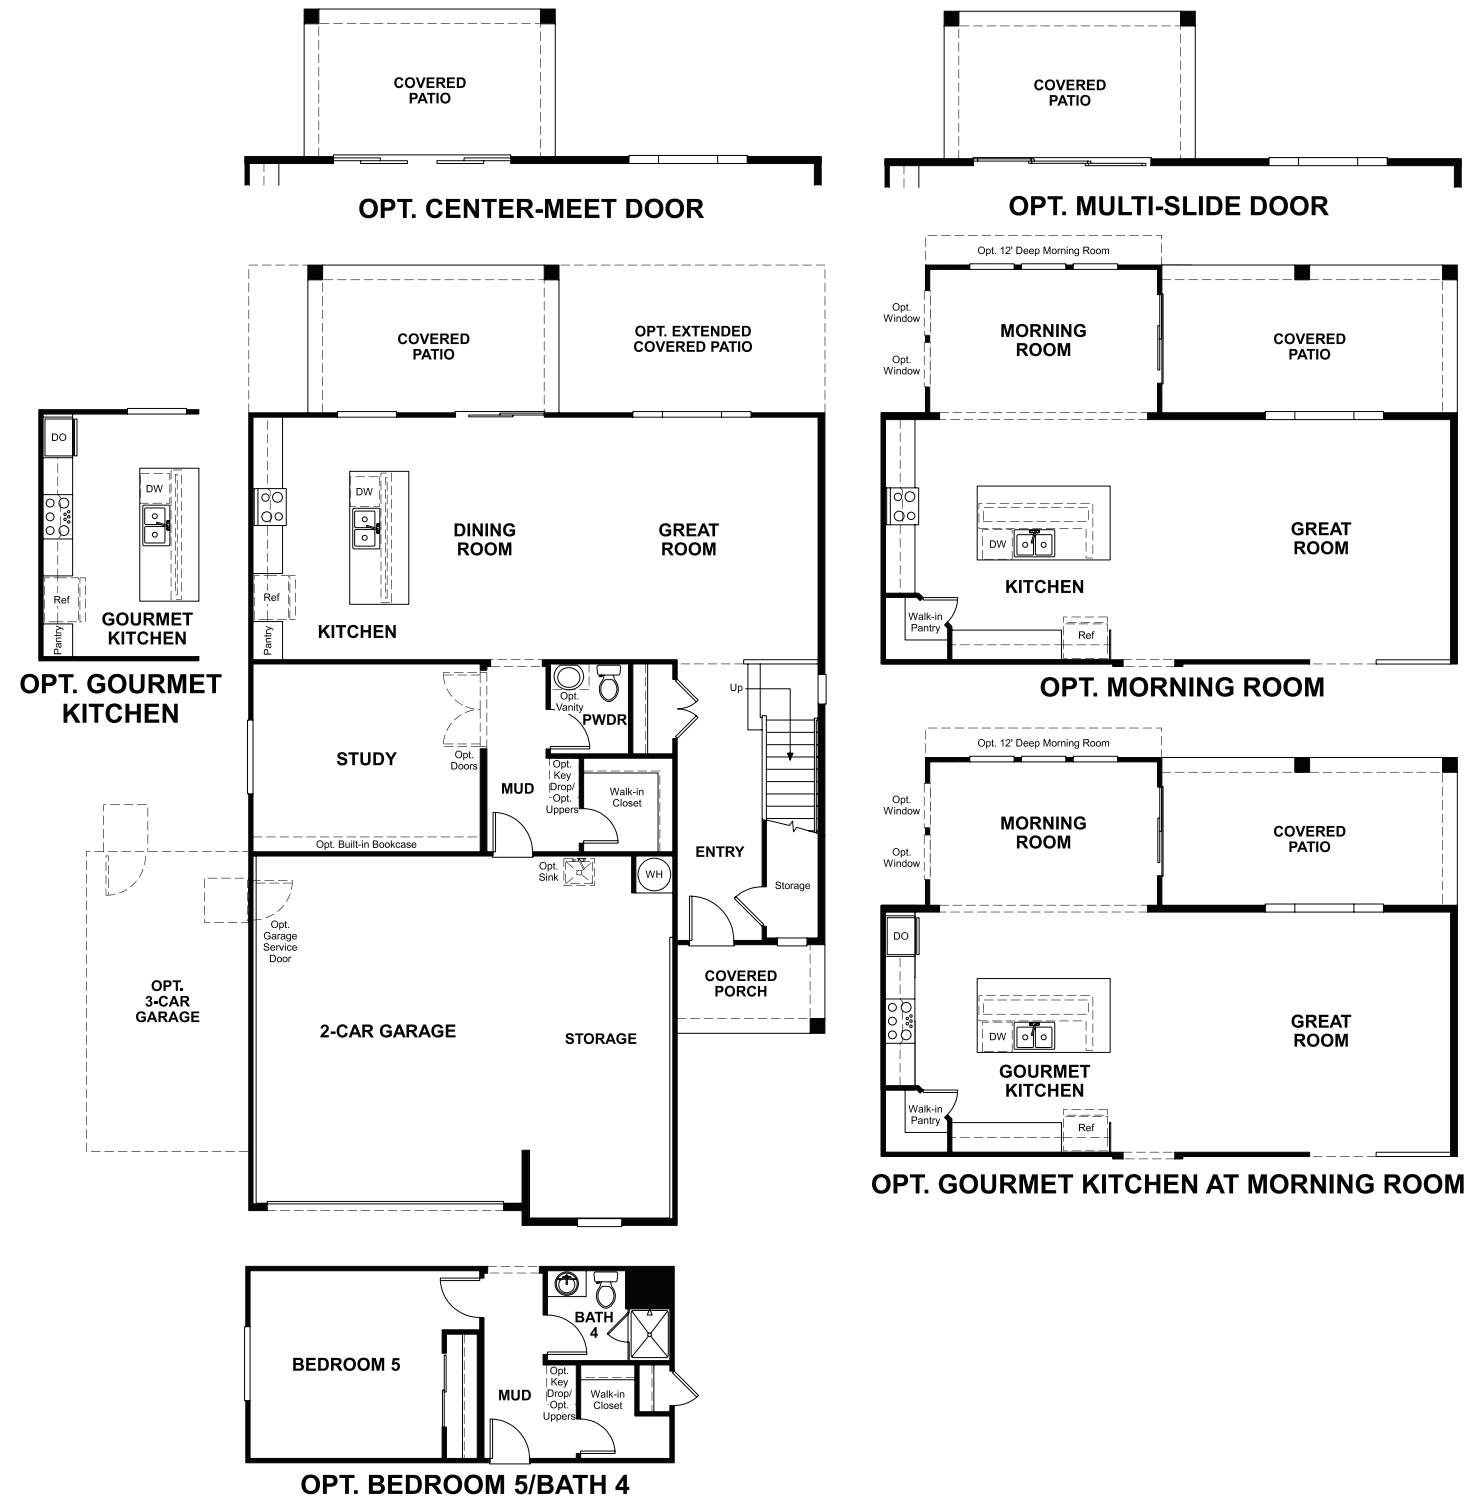 COVERED
PATIO
OPT. CENTER-MEET DOOR
COVERED
PATIO
OPT. MULTI-SLIDE DOOR
COVERED
PATIO
OPT. EXTENDED
COVERED PATIO
DW
DINING
ROOM
GREAT
ROOM
Ref
Pantry
KITCHEN
Up
Opt.
Vanity
PWDR
STUDY
Opt.
Doors
MUD
Opt.
Key
Drop/
Opt.
Uppers
Walk-in
Closet
Opt. Built-in Bookcase
ENTRY
Opt.
Sink
WH
Storage
Opt.
Garage
Service
Door
COVERED
PORCH
OPT.
3-CAR
GARAGE
2-CAR GARAGE
STORAGE
DO
DW
Ref
Pantry
GOURMET
KITCHEN
OPT. GOURMET
KITCHEN
Opt. 12' Deep Morning Room
Opt.
Window
Opt.
Window
MORNING
ROOM
COVERED
PATIO
DW
GREAT
ROOM
KITCHEN
Walk-in
Pantry
Ref
OPT. MORNING ROOM
Opt. 12' Deep Morning Room
Opt.
Window
Opt.
Window
MORNING
ROOM
COVERED
PATIO
DO
DW
GREAT
ROOM
GOURMET
KITCHEN
Walk-in
Pantry
Ref
OPT. GOURMET KITCHEN AT MORNING ROOM
BATH
4
BEDROOM 5
MUD
Opt.
Key
Drop/
Opt.
Uppers
Walk-in
Closet
OPT. BEDROOM 5/BATH 4